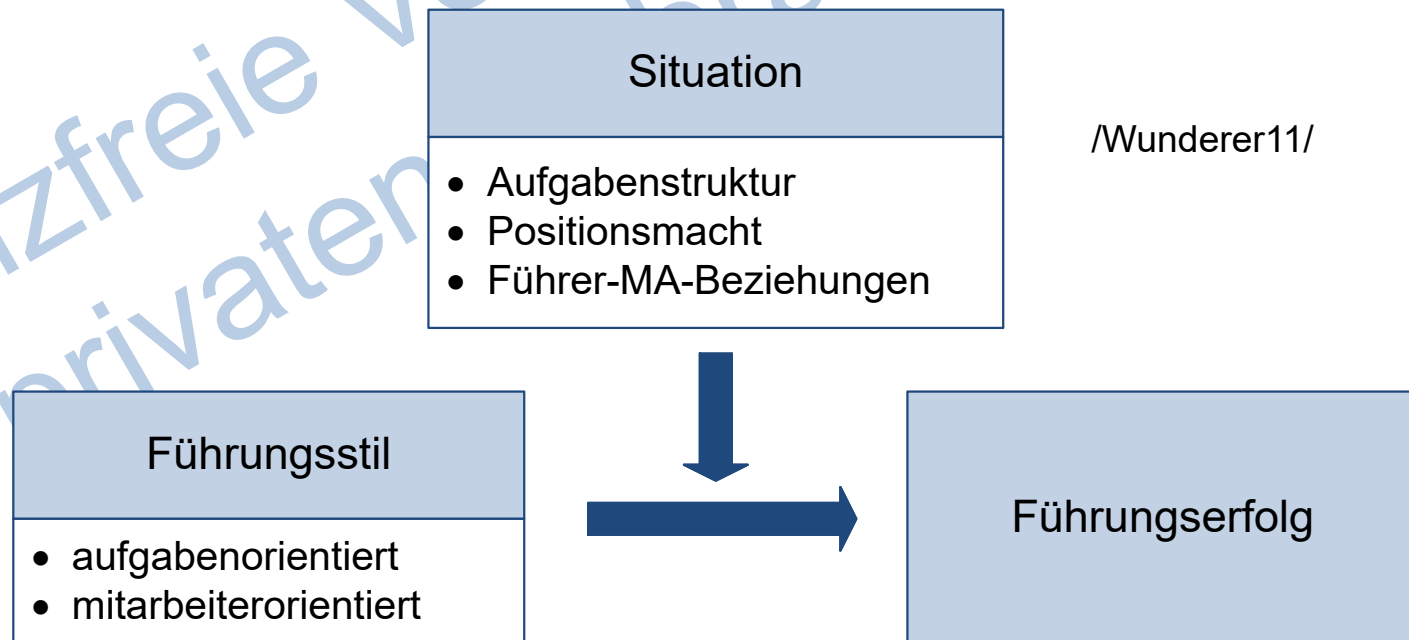 Situation
/Wunderer11/
• Aufgabenstruktur
• Positionsmacht
• Führer-MA-Beziehungen
Führungsstil
• aufgabenorientiert
• mitarbeiterorientiert
Führungserfolg